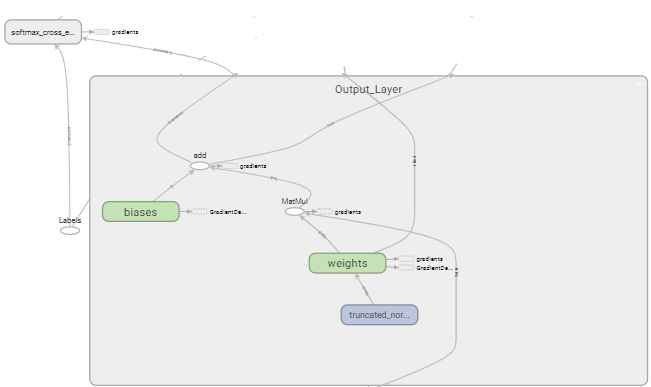 softmax_cross_e...
gradients
Output_Layer
add
gradients
biases
GradientDe...
MatMul
gradients
Labels
weights
gradients
GradientDe...
truncated_nor...